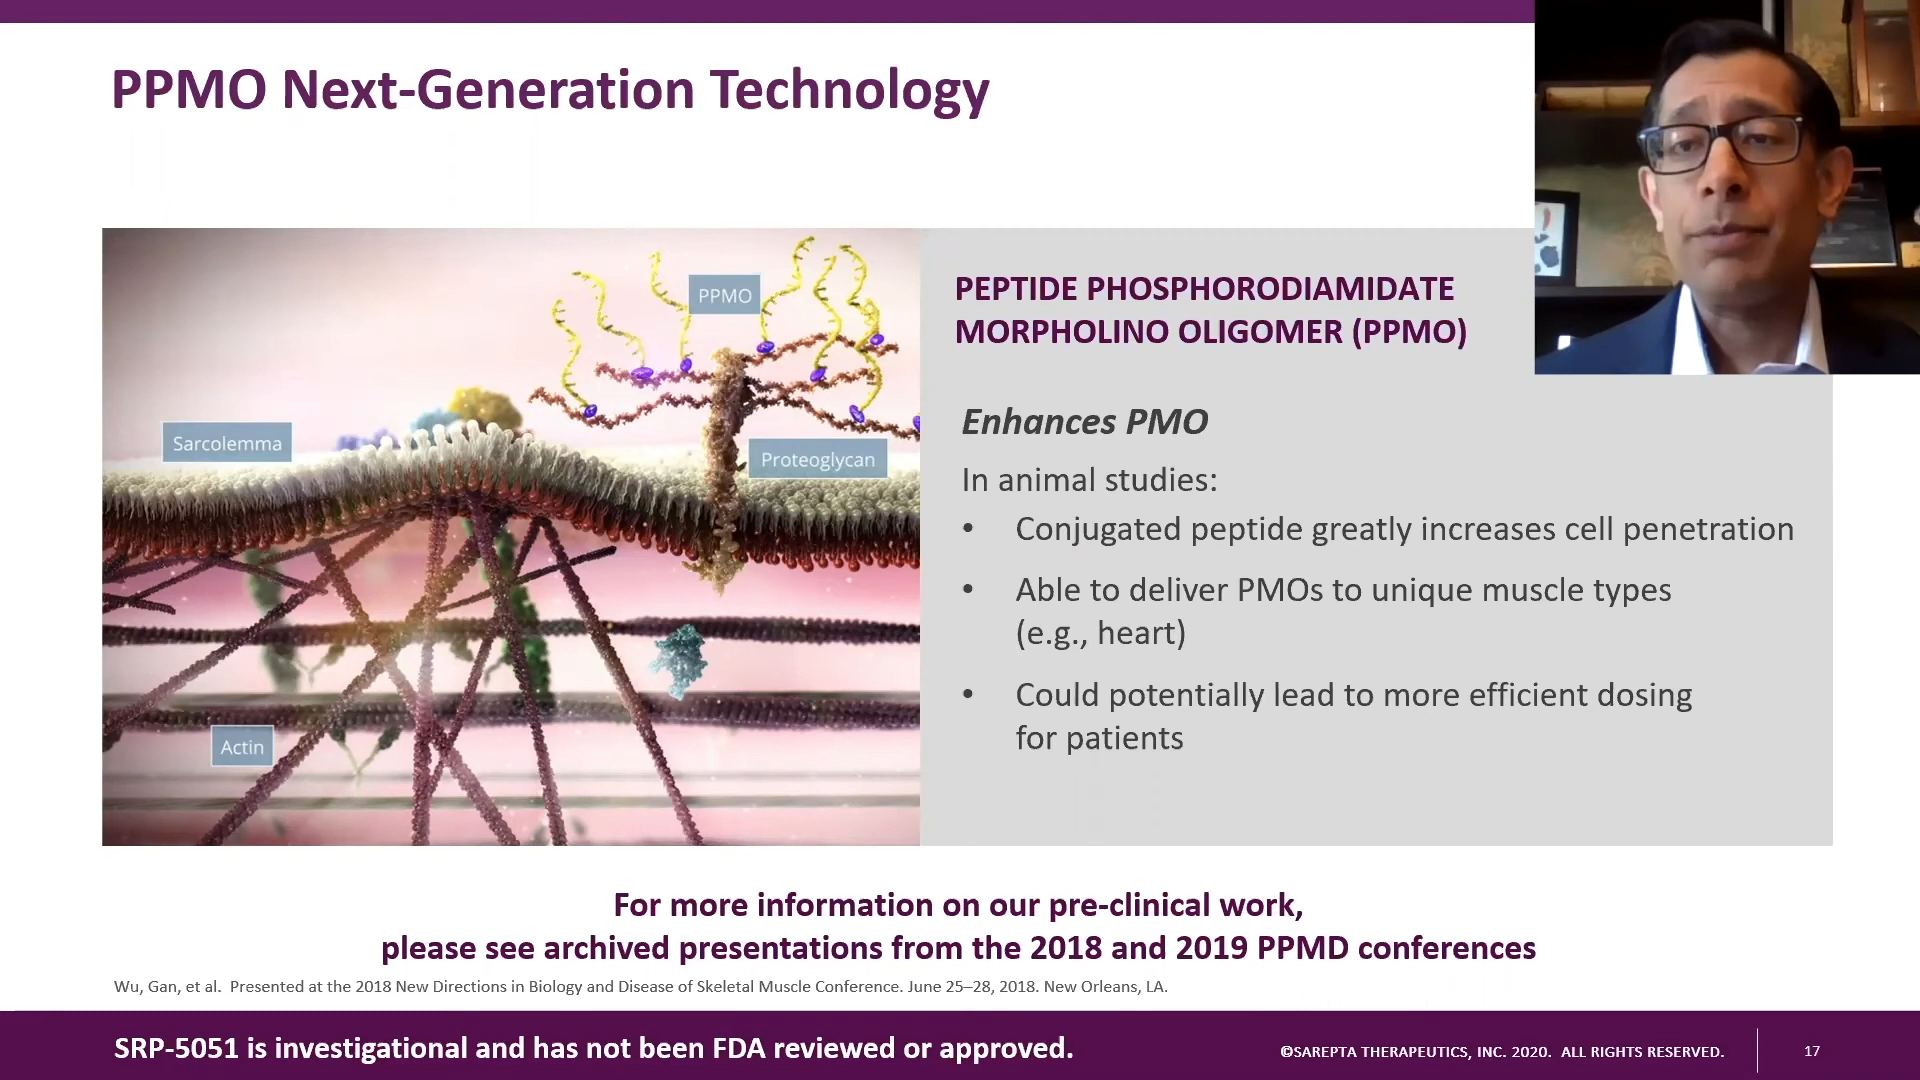 PPMO Next-Generation Technology
PPMO
Sarcolemma
Proteoglycan
Actin
PEPTIDE PHOSPHORODIAMIDATE
MORPHOLINO OLIGOMER (PPMO)
Enhances PMO
In animal studies:
• Conjugated peptide greatly increases cell penetration
• Able to deliver PMOs to unique muscle types
(e.g., heart)
• Could potentially lead to more efficient dosing
for patients
For more information on our pre-clinical work,
please see archived presentations from the 2018 and 2019 PPMD conferences
Wu, Gan, et al. Presented at the 2018 New Directions in Biology and Disease of Skeletal Muscle Conference. June 25–28, 2018. New Orleans, LA.
SRP-5051 is investigational and has not been FDA reviewed or approved.
©SAREPTA THERAPEUTICS, INC. 2020. ALL RIGHTS RESERVED.
17